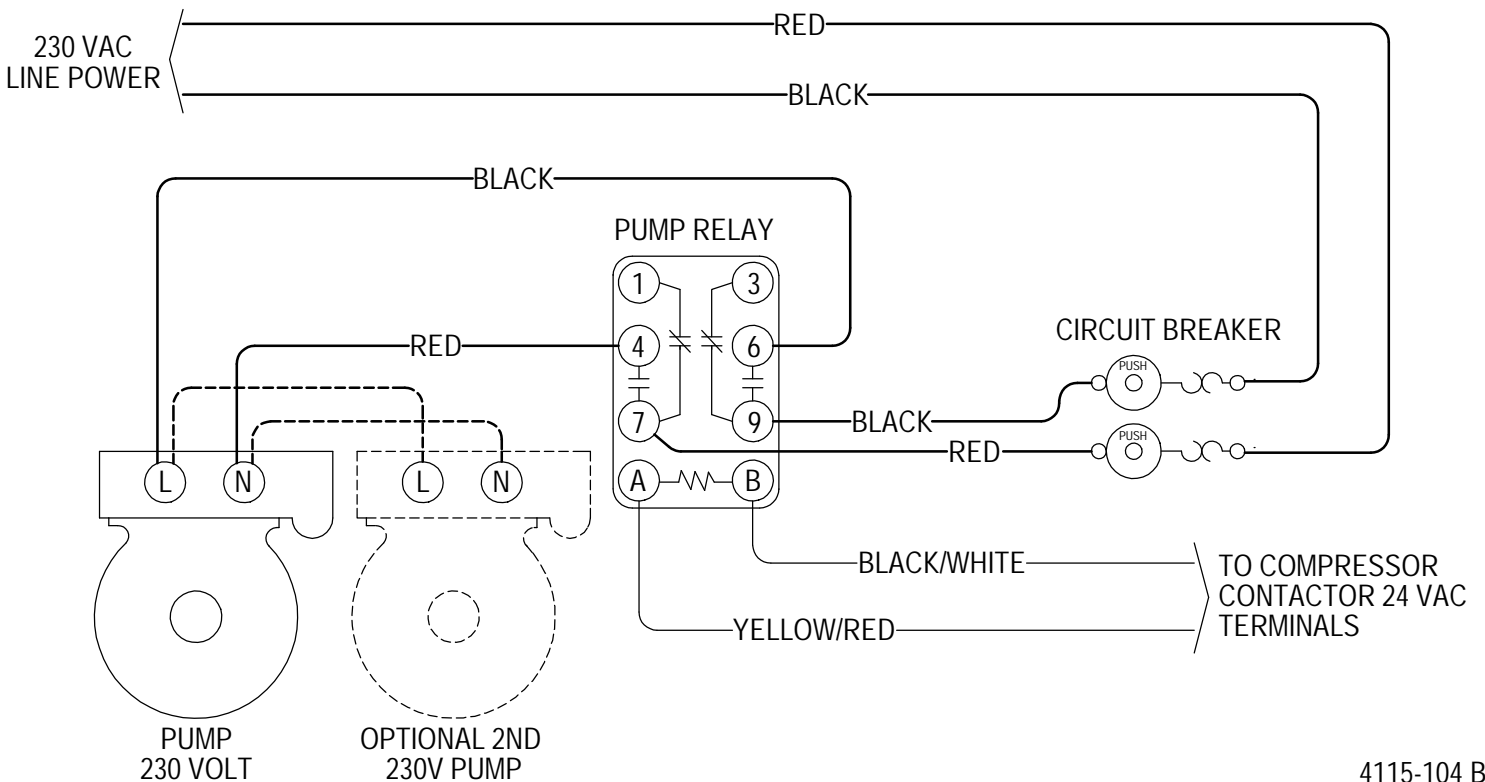 RED
230 VAC
LINE POWER
BLACK
BLACK
PUMP RELAY
1
3
CIRCUIT BREAKER
RED
4
6
PUSH
7
9
BLACK
PUSH
RED
L
N
L
N
A
B
BLACK/WHITE
TO COMPRESSOR
CONTACTOR 24 VAC
TERMINALS
YELLOW/RED
PUMP
230 VOLT
OPTIONAL 2ND
230V PUMP
4115-104 B